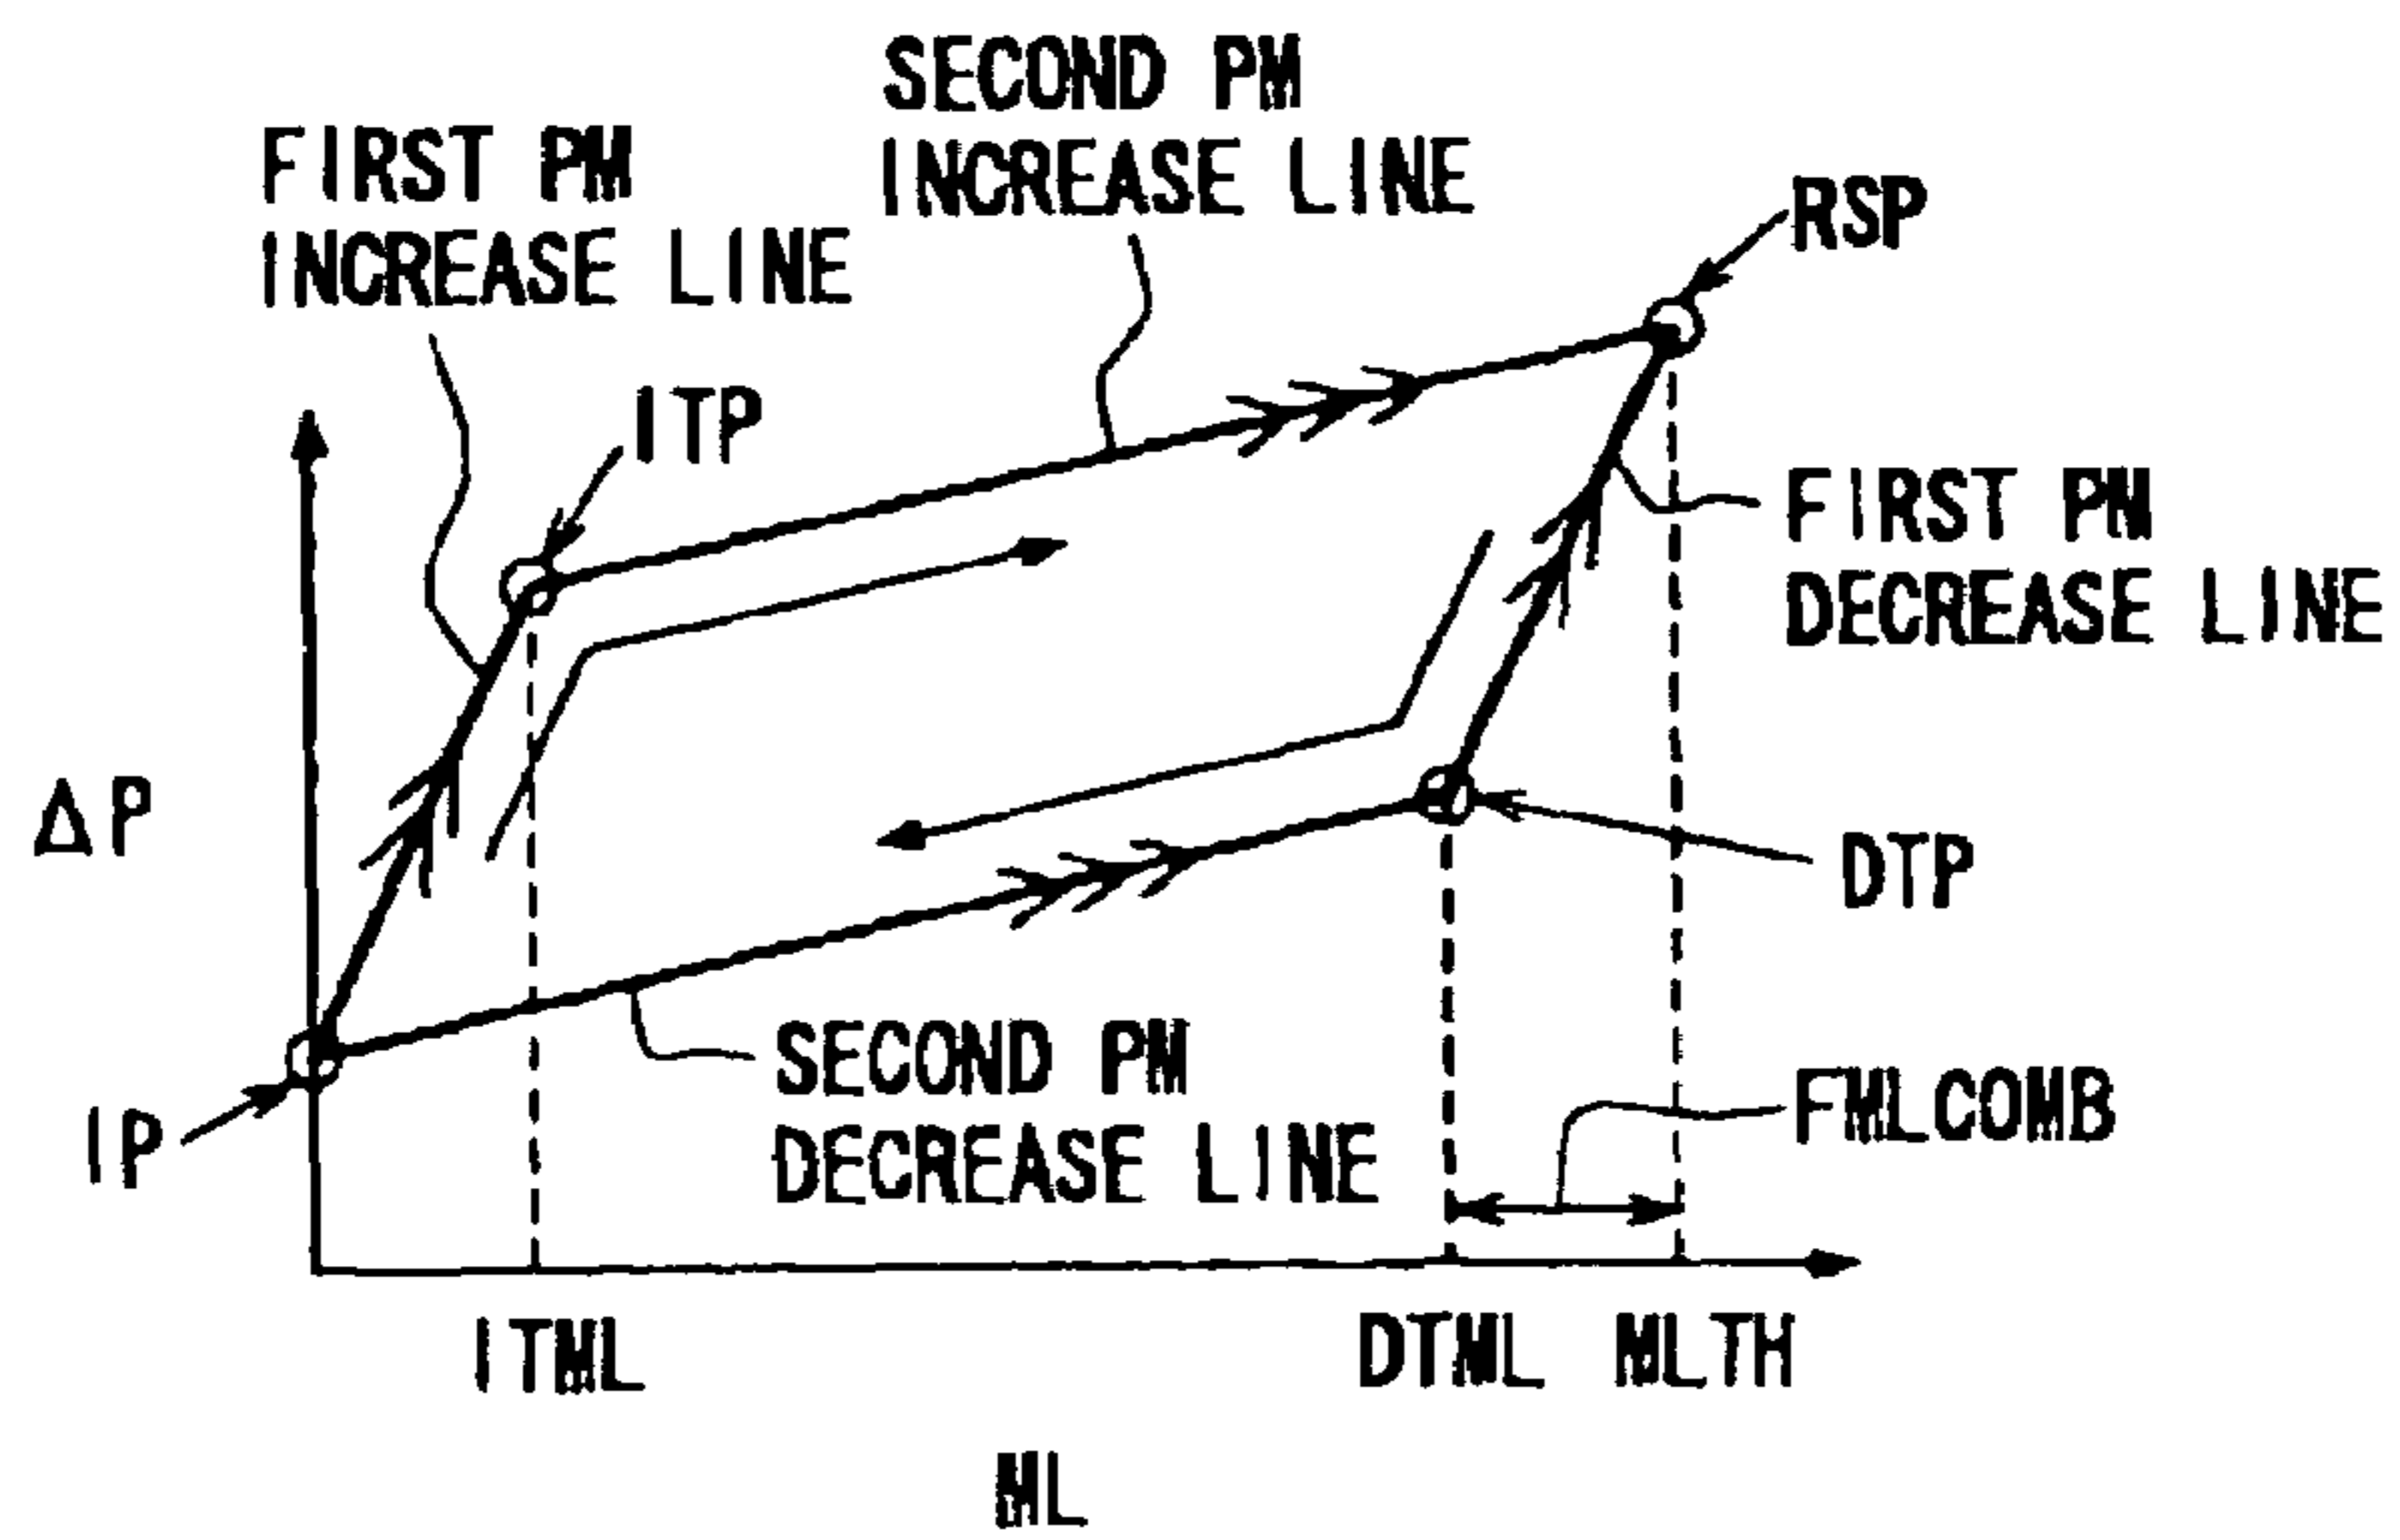 SECOND PM
INCREASE LINE
FIRST PM
INCREASE LINE
RSP
ITP
FIRST PM
DECREASE LINE
ΔP
DTP
SECOND PM
DECREASE LINE
IP
FMLCOMB
ITML
DTML
MLTH
ML